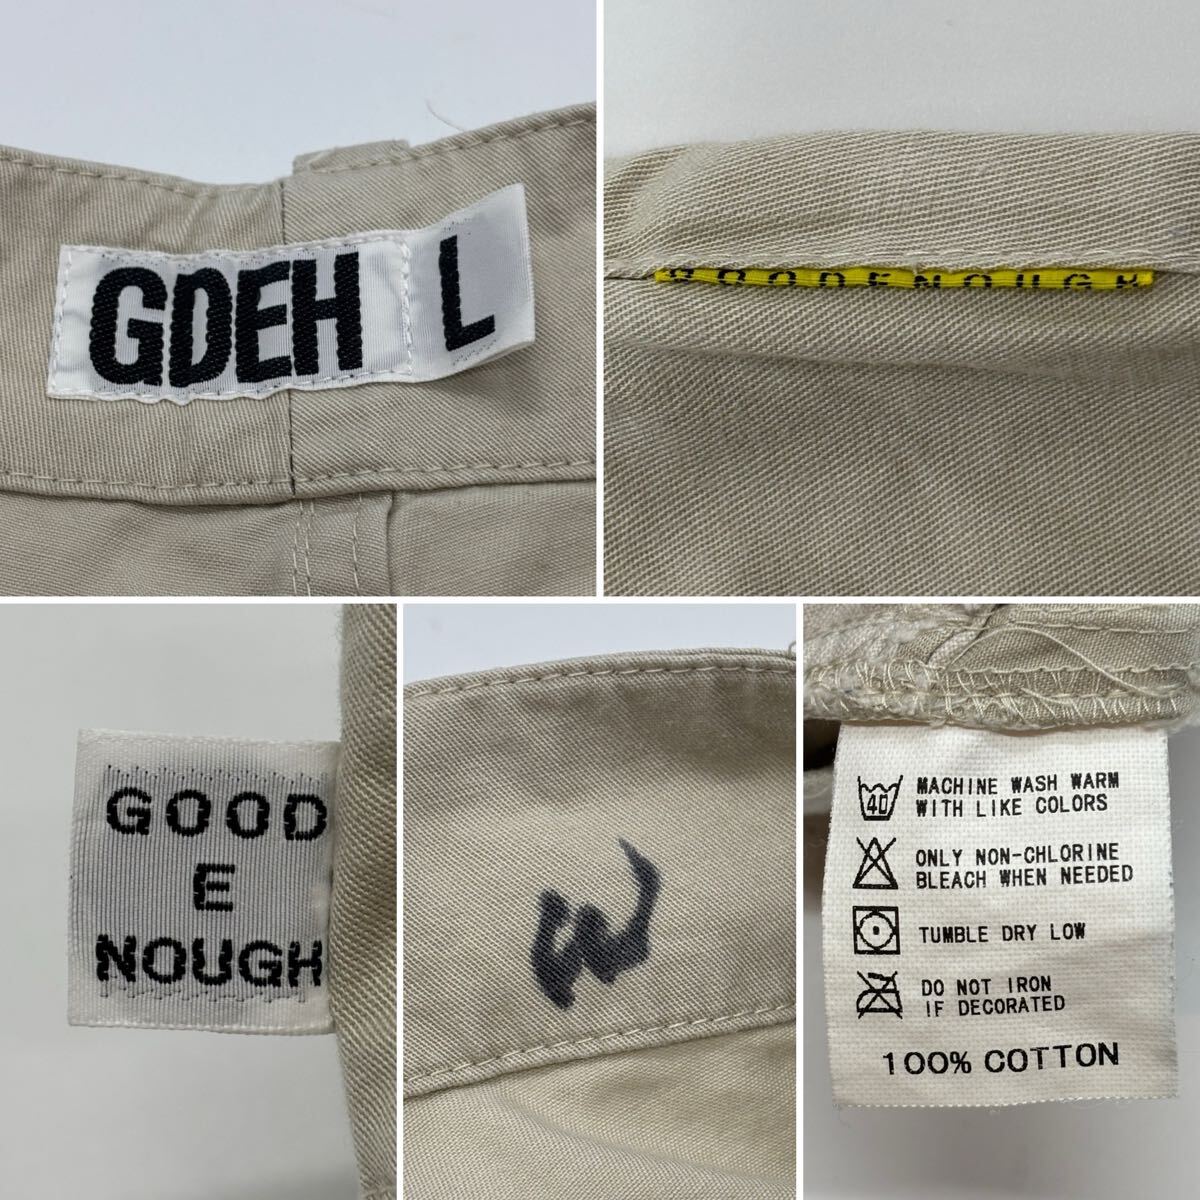 GDEH L
GOODENOUGH
GOOD
E
NOUGH
W
40
MACHINE WASH WARM
WITH LIKE COLORS
ONLY NON-CHLORINE
BLEACH WHEN NEEDED
TUMBLE DRY LOW
DO NOT IRON
IF DECORATED
100% COTTON